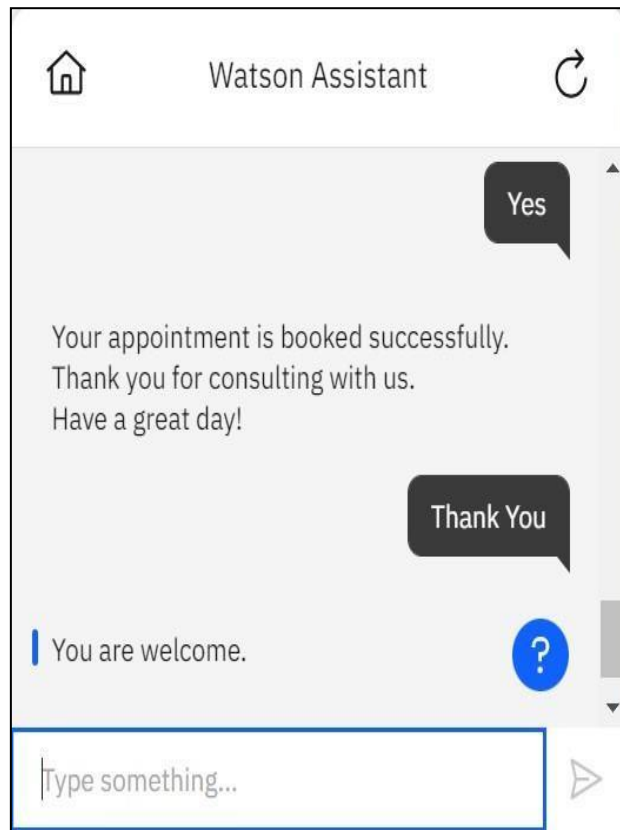 Watson Assistant
Yes
Your appointment is booked successfully.
Thank you for consulting with us.
Have a great day!
Thank You
You are welcome.
?
Type something...